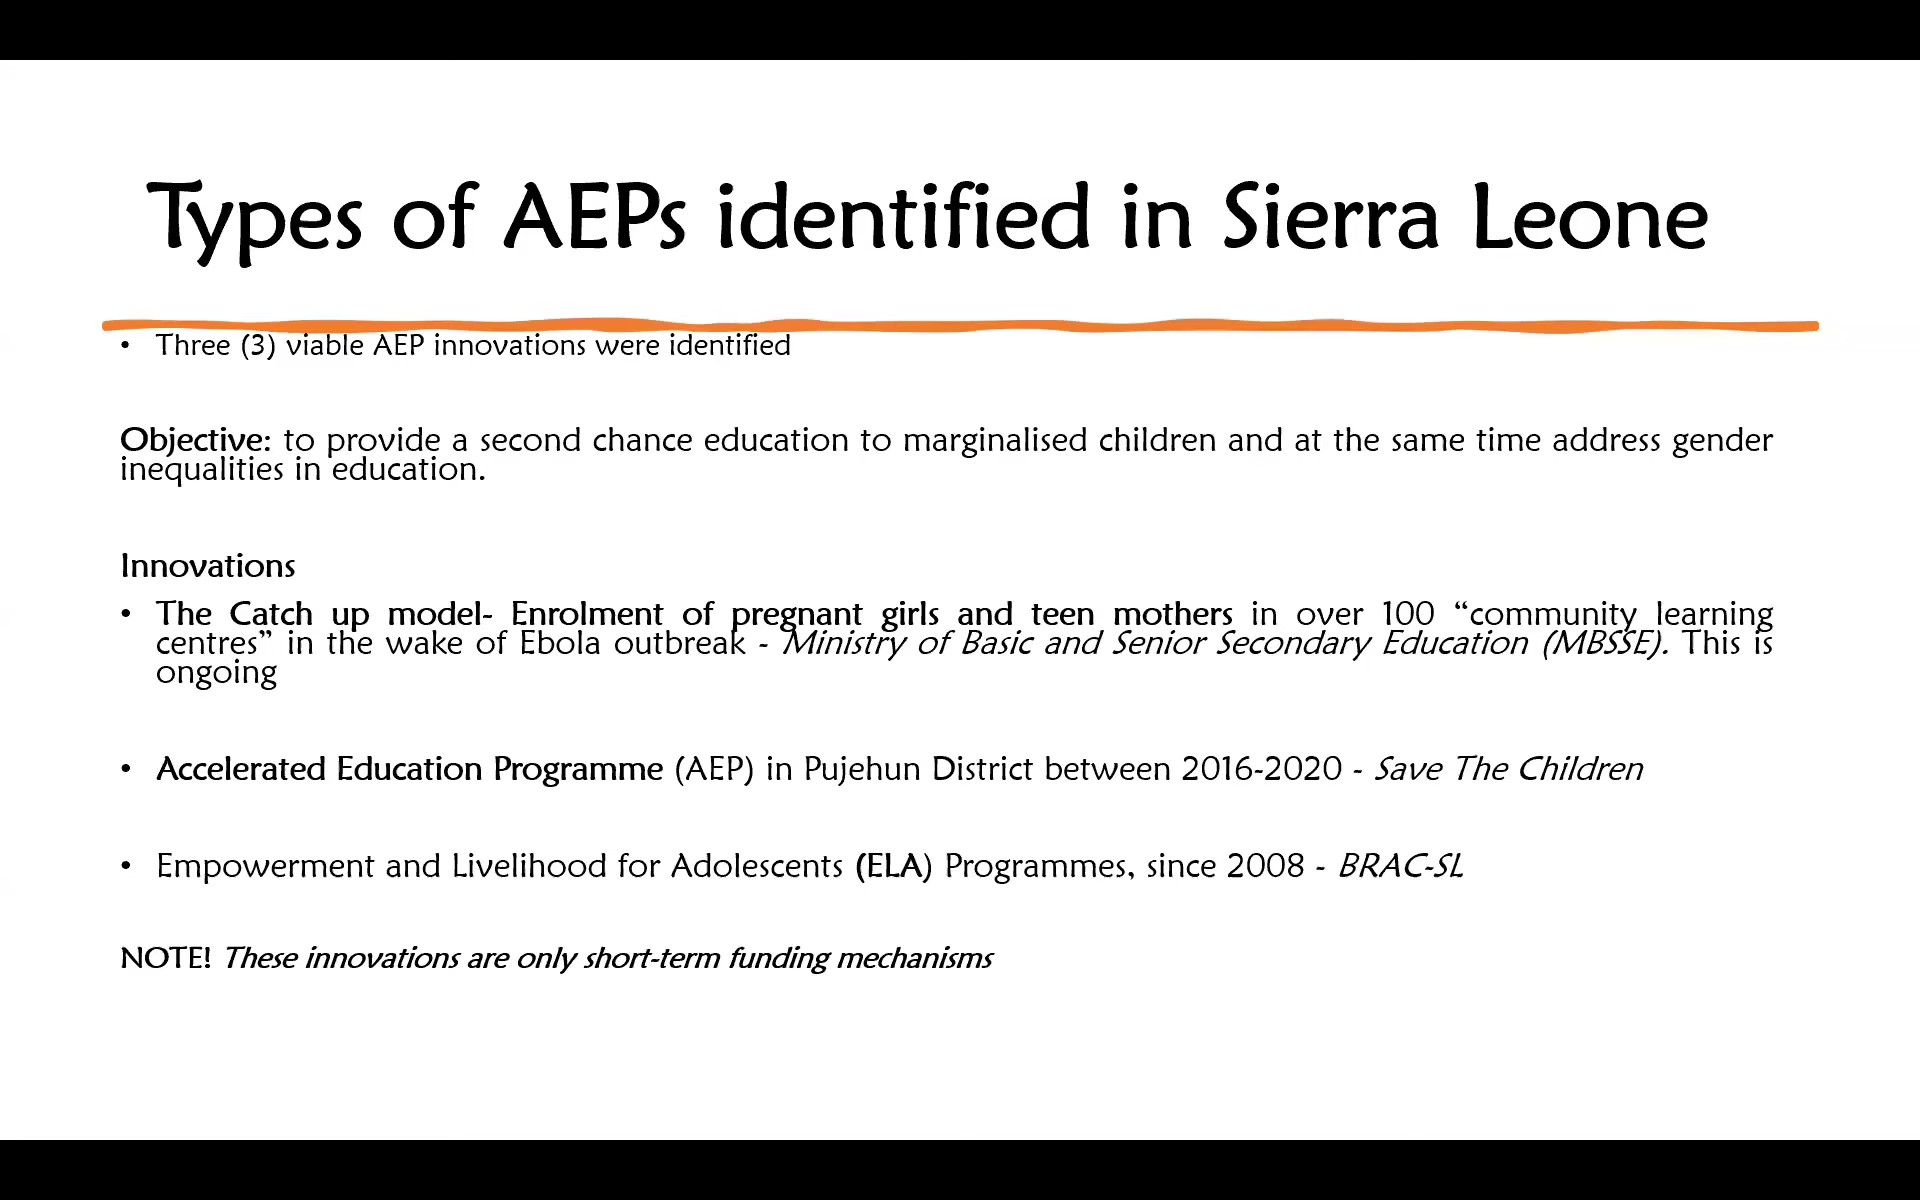 Types of AEPs identified in Sierra Leone
• Three (3) viable AEP innovations were identified
Objective: to provide a second chance education to marginalised children and at the same time address gender
inequalities in education.
Innovations
• The Catch up model- Enrolment of pregnant girls and teen mothers in over 100 “community learning
centres” in the wake of Ebola outbreak - Ministry of Basic and Senior Secondary Education (MBSSE). This is
ongoing
• Accelerated Education Programme (AEP) in Pujehun District between 2016-2020 - Save The Children
• Empowerment and Livelihood for Adolescents (ELA) Programmes, since 2008 - BRAC-SL
NOTE! These innovations are only short-term funding mechanisms